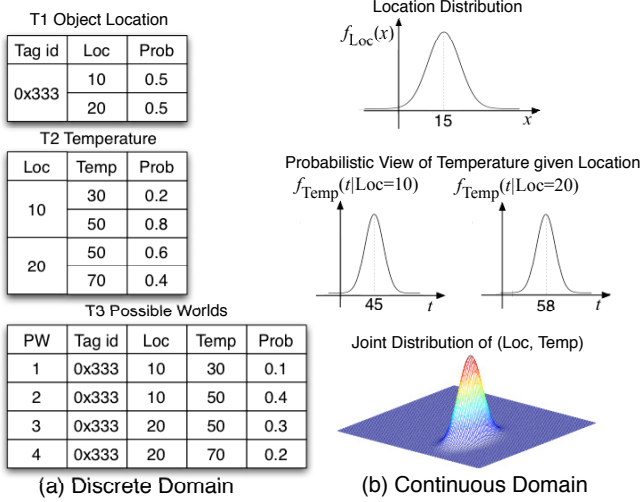 T1 Object Location
Tag id Loc Prob
0x333 10 0.5
20 0.5
T2 Temperature
Loc Temp Prob
10 30 0.2
50 0.8
20 50 0.6
70 0.4
T3 Possible Worlds
PW Tag id Loc Temp Prob
1 0x333 10 30 0.1
2 0x333 10 50 0.4
3 0x333 20 50 0.3
4 0x333 20 70 0.2
(a) Discrete Domain
Location Distribution
f_Loc(x)
15 x
Probabilistic View of Temperature given Location
f_Temp(t|Loc=10) f_Temp(t|Loc=20)
45 t 58 t
Joint Distribution of (Loc, Temp)
(b) Continuous Domain